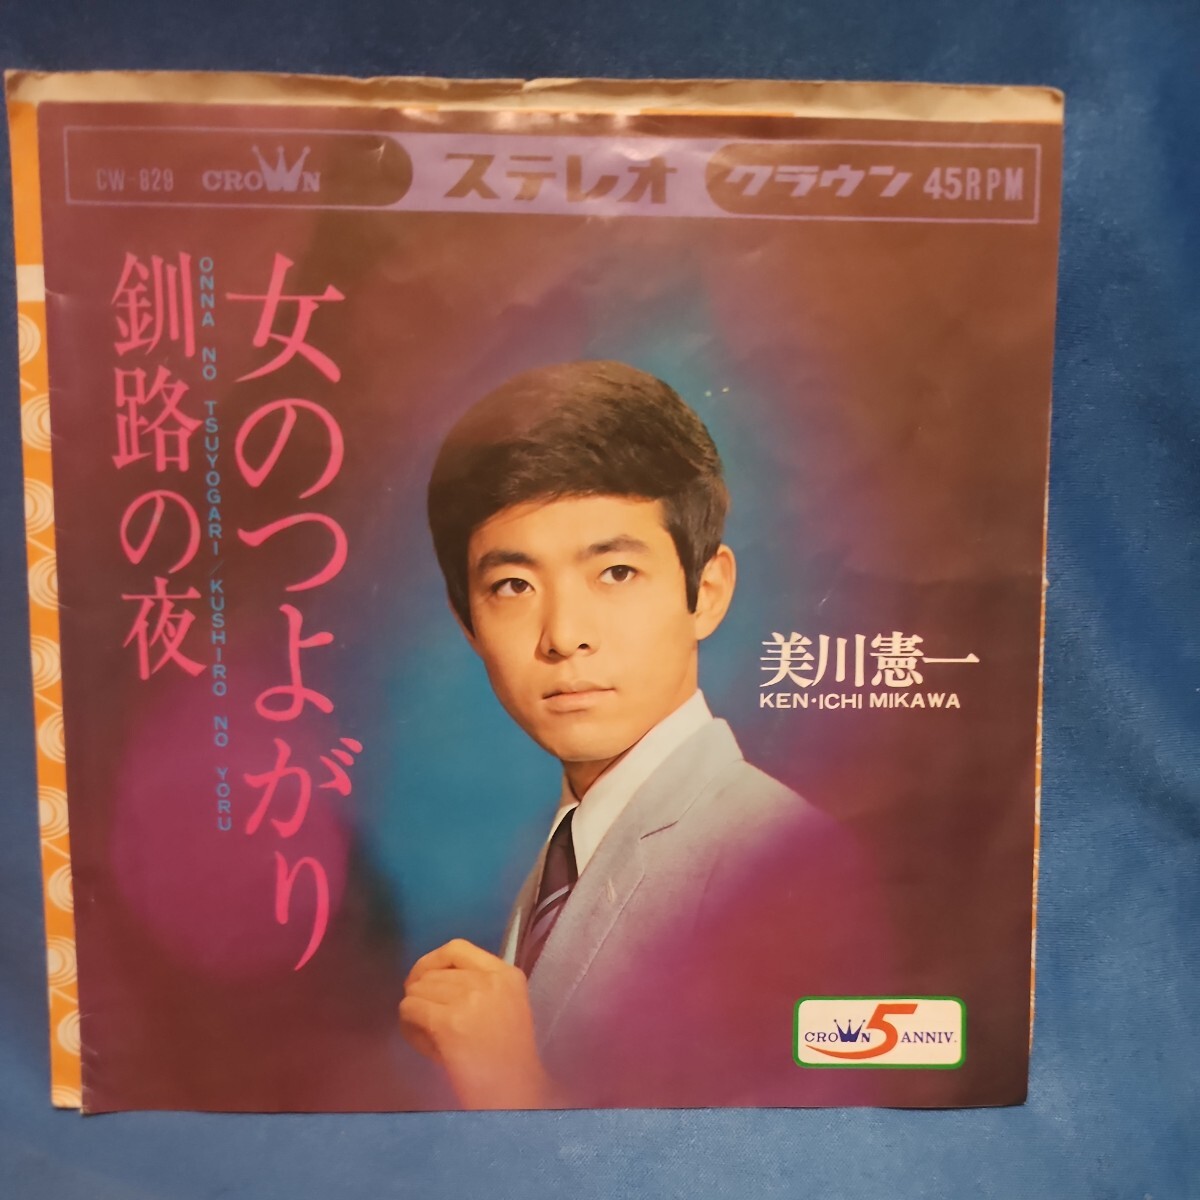 CW-829 CROWN ステレオ クラウン 45RPM
女のつよがり
ONNA NO TSUYOGARI/KUSHIRO NO YORU
釧路の夜
美川憲一
KEN・ICHI MIKAWA
CROWN 5 ANNIV.